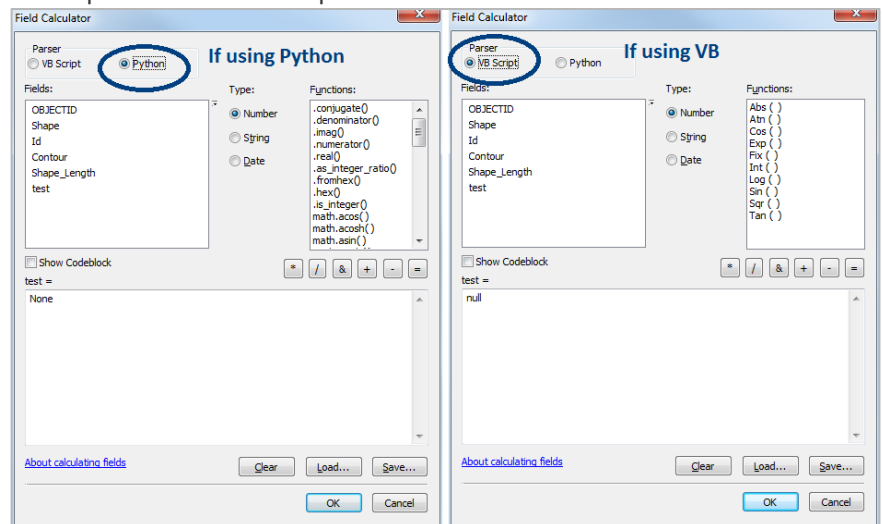 Field Calculator
Parser
VB Script
Python
If using Python
Fields:
Type:
Functions:
OBJECTID
Shape
Id
Contour
Shape_Length
test
Number
String
Date
.conjugate()
.denominator()
.imag()
.numerator()
.real()
.as_integer_ratio()
.fromhex()
.hex()
.is_integer()
math.acos( )
math.acosh( )
math.asin( )
Show Codeblock
* / & + - =
test =
None
About calculating fields
Clear
Load...
Save...
OK
Cancel
Field Calculator
Parser
VB Script
Python
If using VB
Fields:
Type:
Functions:
OBJECTID
Shape
Id
Contour
Shape_Length
test
Number
String
Date
Abs ( )
Atn ( )
Cos ( )
Exp ( )
Fix ( )
Int ( )
Log ( )
Sin ( )
Sqr ( )
Tan ( )
Show Codeblock
* / & + - =
test =
null
About calculating fields
Clear
Load...
Save...
OK
Cancel